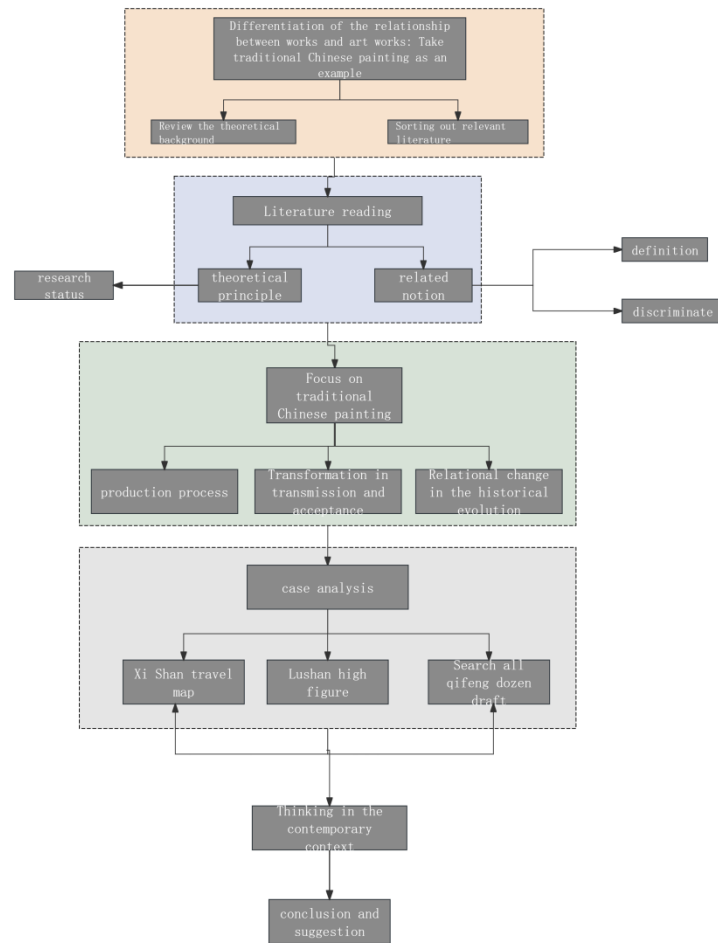 Differentiation of the relationship
between works and art works: Take
traditional Chinese painting as an
example
Review the theoretical
background
Sorting out relevant
literature
Literature reading
definition
research
status
theoretical
principle
related
notion
discriminate
Focus on
traditional
Chinese painting
production process
Transformation in
transmission and
acceptance
Relational change
in the historical
evolution
case analysis
Xi Shan travel
map
Lushan high
figure
Search all
qifeng dozen
draft
Thinking in the
contemporary
context
conclusion and
suggestion